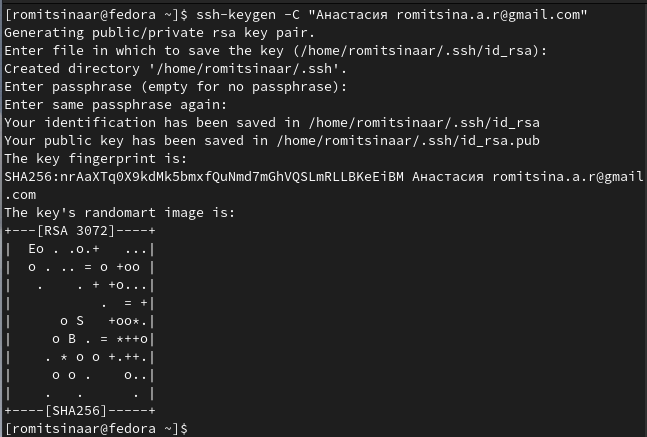 [romitsinaar@fedora ~]$ ssh-keygen -C "Анастасия romitsina.a.r@gmail.com"
Generating public/private rsa key pair.
Enter file in which to save the key (/home/romitsinaar/.ssh/id_rsa):
Created directory '/home/romitsinaar/.ssh'.
Enter passphrase (empty for no passphrase):
Enter same passphrase again:
Your identification has been saved in /home/romitsinaar/.ssh/id_rsa
Your public key has been saved in /home/romitsinaar/.ssh/id_rsa.pub
The key fingerprint is:
SHA256:nrAaXTq0X9kdMk5bmxfQuNmd7mGhVQSLmRLLBKeEiBM Анастасия romitsina.a.r@gmail
.com
The key's randomart image is:
+---[RSA 3072]----+
|  Eo . .o.+   ...|
|  o . .. = o +oo |
|   .    . + +o...|
|           .  = +|
|      o S   +oo*.|
|     o B . = *++o|
|    . * o o +.++.|
|     o o .    o..|
|    .   .      . |
+----[SHA256]-----+
[romitsinaar@fedora ~]$